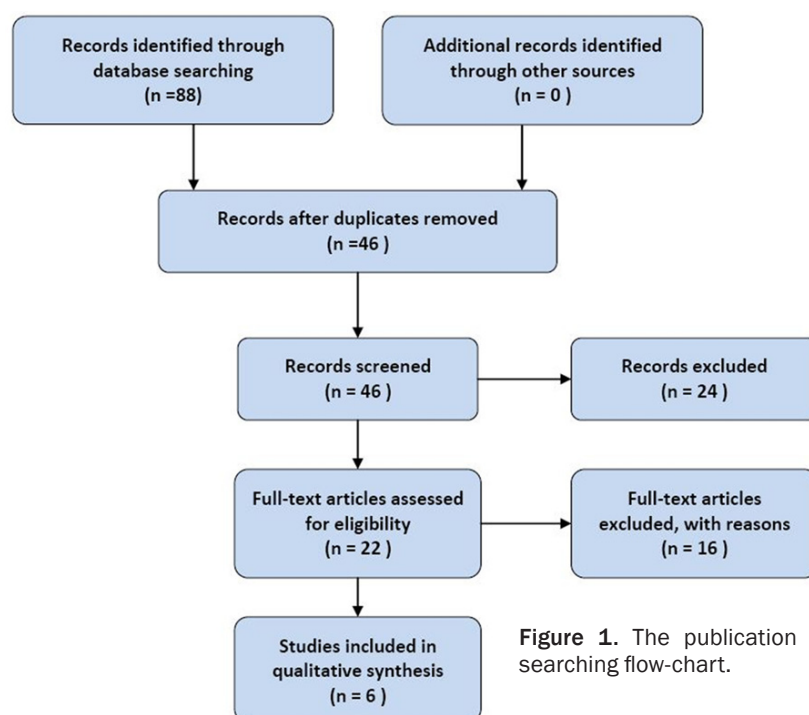 Records identified through
database searching
(n =88)
Additional records identified
through other sources
(n = 0 )
Records after duplicates removed
(n =46 )
Records screened
(n = 46 )
Records excluded
(n = 24 )
Full-text articles assessed
for eligibility
(n = 22 )
Full-text articles
excluded, with reasons
(n = 16 )
Studies included in
qualitative synthesis
(n = 6 )
Figure 1. The publication
searching flow-chart.